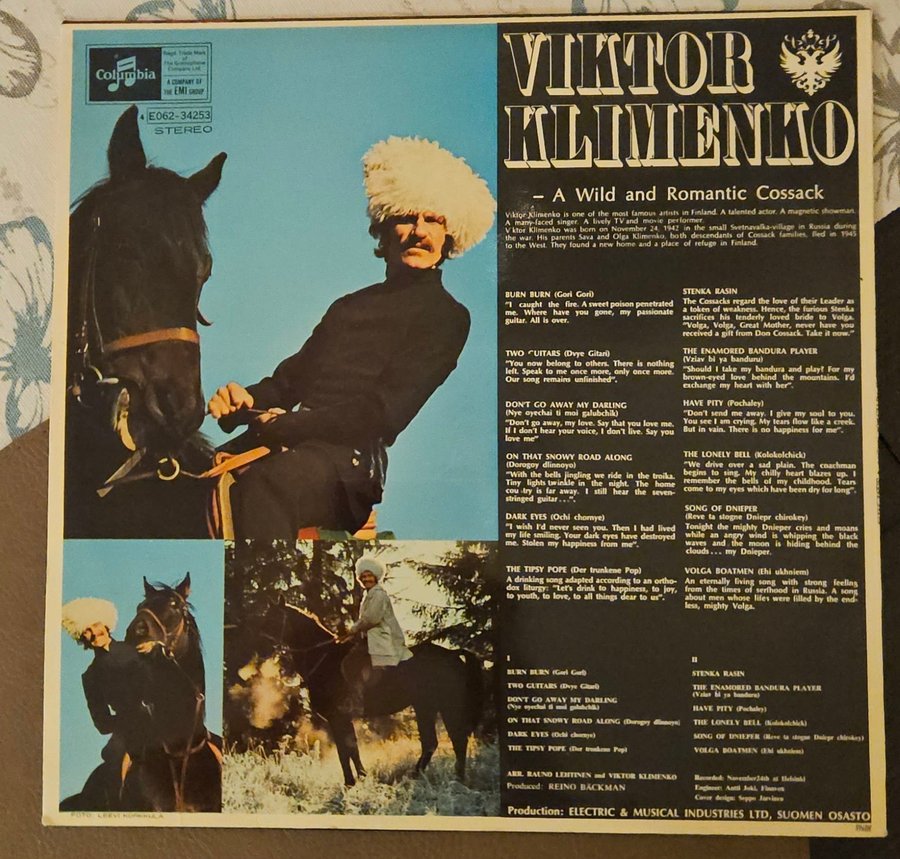 Columbia
Regd. Trade Mark
of
The Gramophone
Company Ltd.
A COMPANY OF
THE EMI GROUP
4 E062-34253
STEREO
VIKTOR
KLIMENKO
– A Wild and Romantic Cossack
Viktor Klimenko is one of the most famous artists in Finland. A talented actor. A magnetic showman.
A many-faced singer. A lively TV and movie performer.
V ktor Klimenko was born on November 24, 1942 in the small Svetnavalka-village in Russia during
the war. His parents Sava and Olga Klimenko, both descendants of Cossack families, fled in 1945
to the West. They found a new home and a place of refuge in Finland.
BURN BURN (Gori Gori)
"I caught the fire. A sweet poison penetrated
me. Where have you gone, my passionate
guitar. All is over.
TWO GUITARS (Dvye Gitari)
"You now belong to others. There is nothing
left. Speak to me once more, only once more.
Our song remains unfinished".
DON'T GO AWAY MY DARLING
(Nye oyechai ti moi galubchik)
"Don't go away, my love. Say that you love me.
If I don't hear your voice, I don't live. Say you
love me"
ON THAT SNOWY ROAD ALONG
(Dorogoy dlinnoyo)
"With the bells jingling we ride in the troika.
Tiny lights twinkle in the night. The home
cou try is far away. I still hear the seven-
stringed guitar...".
DARK EYES (Ochi chornye)
"I wish I'd never seen you. Then I had lived
my life smiling. Your dark eyes have destroyed
me. Stolen my happiness from me".
THE TIPSY POPE (Der trunkene Pop)
A drinking song adapted according to an ortho-
dox liturgy: "Let's drink to happiness, to joy,
to youth, to love, to all things dear to us".
STENKA RASIN
The Cossacks regard the love of their Leader as
a token of weakness. Hence, the furious Stenka
sacrifices his tenderly loved bride to Volga.
"Volga, Volga, Great Mother, never have you
received a gift from Don Cossack. Take it now."
THE ENAMORED BANDURA PLAYER
(Vziav bi ya banduru)
"Should I take my bandura and play? For my
brown-eyed love behind the mountains. I'd
exchange my heart with her".
HAVE PITY (Pochaley)
"Don't send me away. I give my soul to you.
You see I am crying. My tears flow like a creek.
But in vain. There is no happiness for me".
THE LONELY BELL (Kolokolchick)
"We drive over a sad plain. The coachman
begins to sing. My chilly heart blazes up. I
remember the bells of my childhood. Tears
come to my eyes which have been dry for long".
SONG OF DNIEPER
(Reve ta stogne Dniepr chirokey)
Tonight the mighty Dnieper cries and moans
while an angry wind is whipping the black
waves and the moon is hiding behind the
clouds... my Dnieper.
VOLGA BOATMEN (Ehi ukhniem)
An eternally living song with strong feeling
from the times of serfhood in Russia. A song
about men whose lifes were filled by the end-
less, mighty Volga.
I
BURN BURN (Gori Gori)
TWO GUITARS (Dvye Gitari)
DON'T GO AWAY MY DARLING
(Nye oyechai ti moi galubchik)
ON THAT SNOWY ROAD ALONG (Dorogoy dlinnoyo)
DARK EYES (Ochi chornye)
THE TIPSY POPE (Der trunkene Pop)
II
STENKA RASIN
THE ENAMORED BANDURA PLAYER
(Vziav bi ya bandura)
HAVE PITY (Pochaley)
THE LONELY BELL (Kolokolchick)
SONG OF DNIEPER (Reve ta stogne Dniepr chirokey)
VOLGA BOATMEN (Ehi ukhniem)
ARR. RAUNO LEHTINEN and VIKTOR KLIMENKO
Produced: REINO BÄCKMAN
Recorded: November24th at Helsinki
Engineer: Antti Joki, Finnvox
Cover design: Seppo Jarvinen
Production: ELECTRIC & MUSICAL INDUSTRIES LTD, SUOMEN OSASTO
FOTO: LEEVI